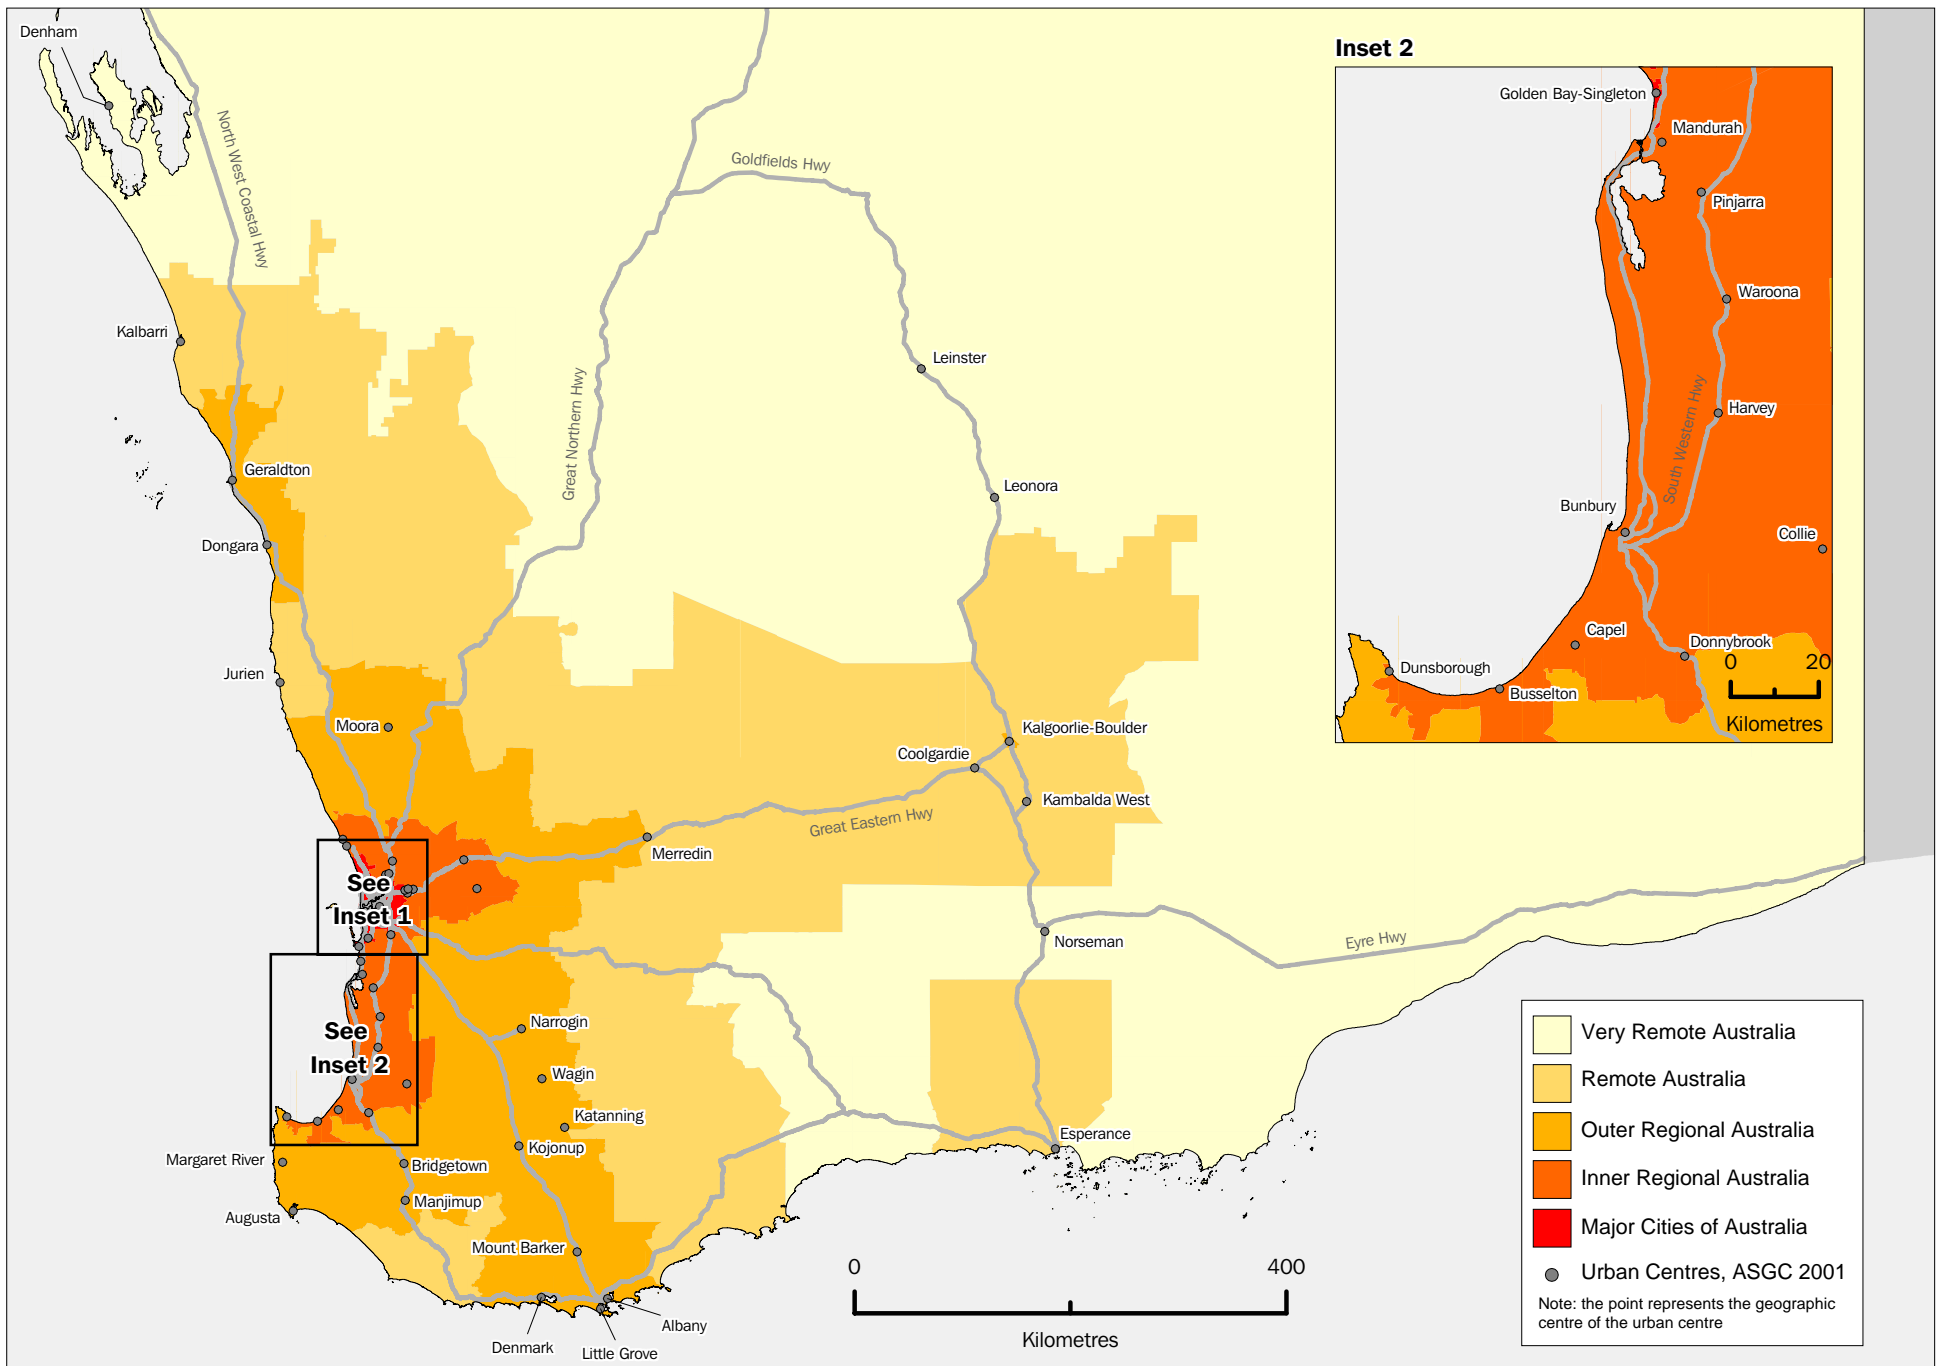 Denham
Inset 2
Golden Bay-Singleton
Mandurah
North West Coastal Hwy
Goldfields Hwy
Pinjarra
Waroona
Kalbarri
Leinster
Great Northern Hwy
South Western Hwy
Harvey
Geraldton
Leonora
Bunbury
Collie
Dongara
Capel
Donnybrook
0 20
Kilometres
Dunsborough
Busselton
Jurien
Moora
Kalgoorlie-Boulder
Coolgardie
Kambalda West
Great Eastern Hwy
Merredin
See
Inset 1
Norseman
Eyre Hwy
Narrogin
See
Inset 2
Wagin
Katanning
Kojonup
Esperance
Margaret River
Bridgetown
Manjimup
Augusta
Mount Barker
Denmark
Little Grove
Albany
0 400
Kilometres
Very Remote Australia
Remote Australia
Outer Regional Australia
Inner Regional Australia
Major Cities of Australia
Urban Centres, ASGC 2001
Note: the point represents the geographic
centre of the urban centre